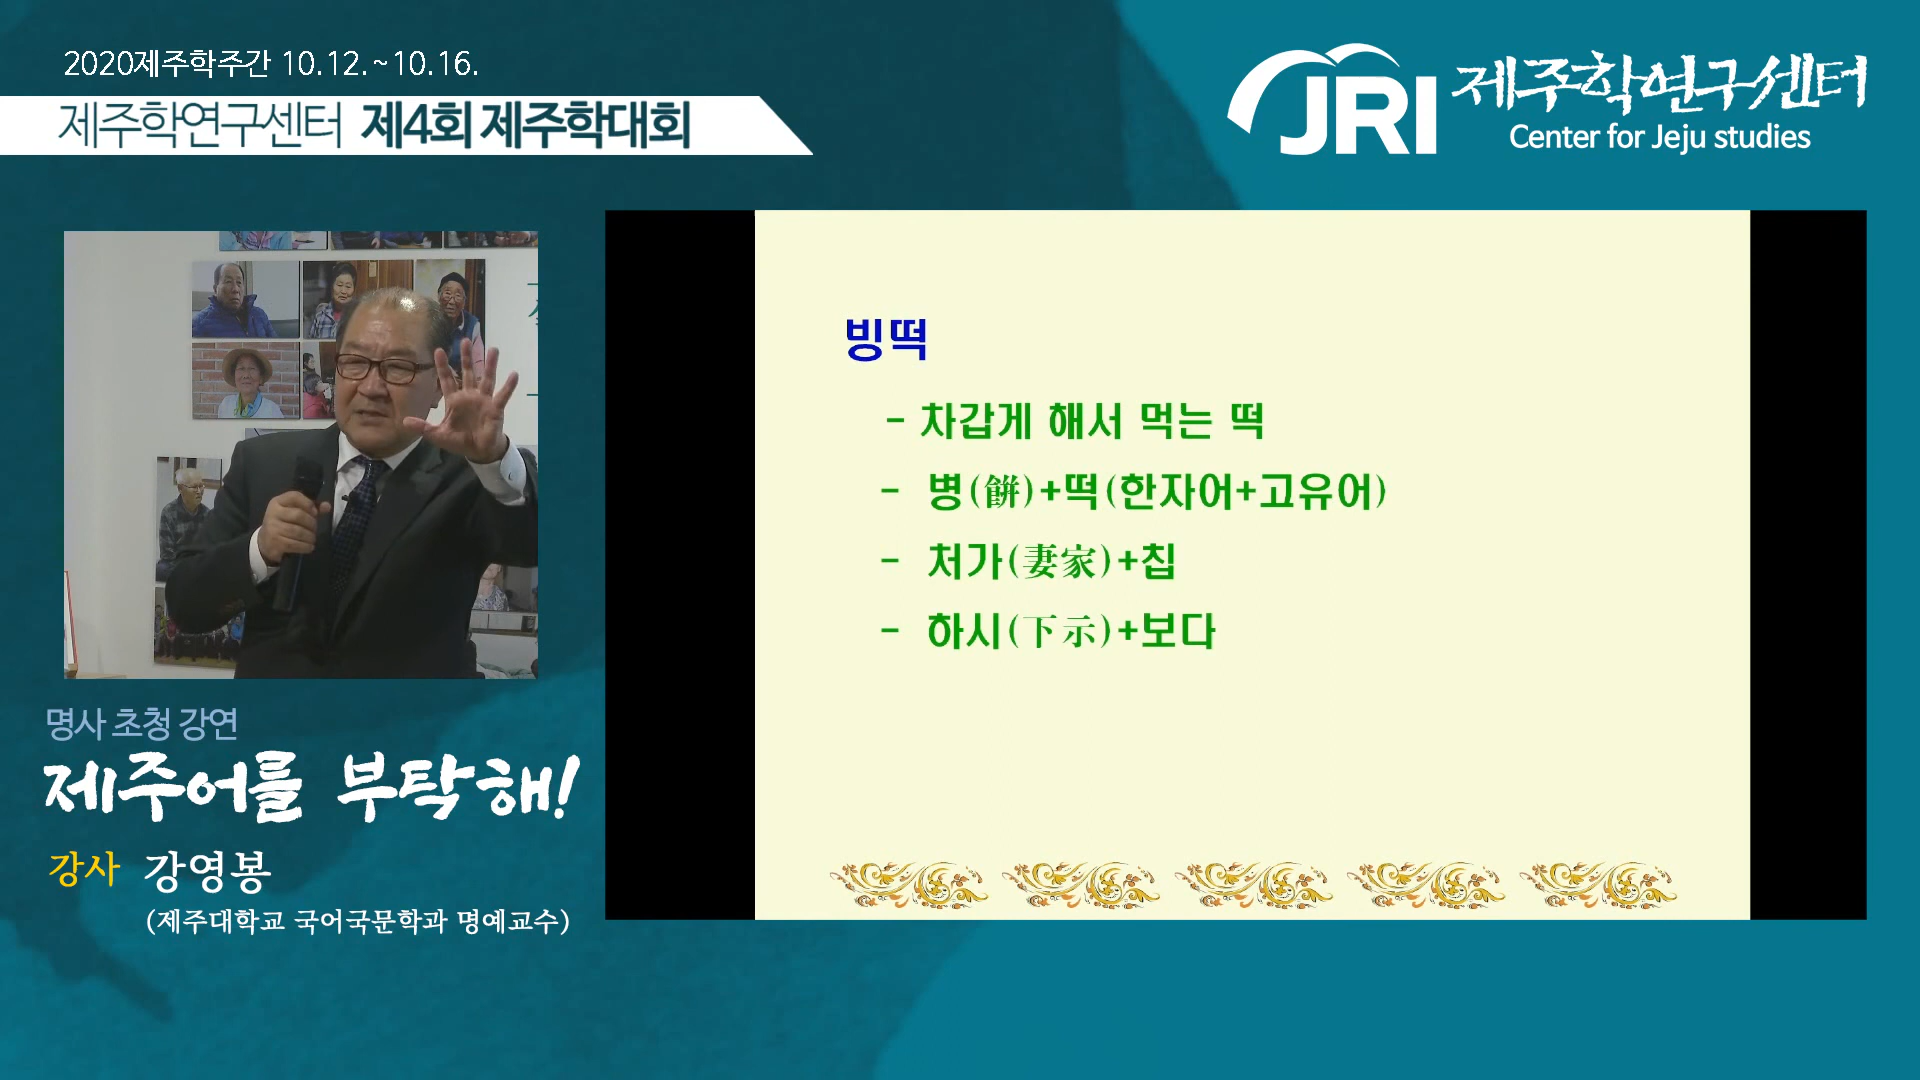 2020제주학주간 10.12.~10.16.
제주학연구센터 제4회 제주학대회
JRI 제주학연구센터
Center for Jeju studies
빙떡
- 차갑게 해서 먹는 떡
- 병(餠)+떡(한자어+고유어)
- 처가(妻家)+칩
- 하시(下示)+보다
명사 초청 강연
제주어를 부탁해!
강사 강영봉
(제주대학교 국어국문학과 명예교수)